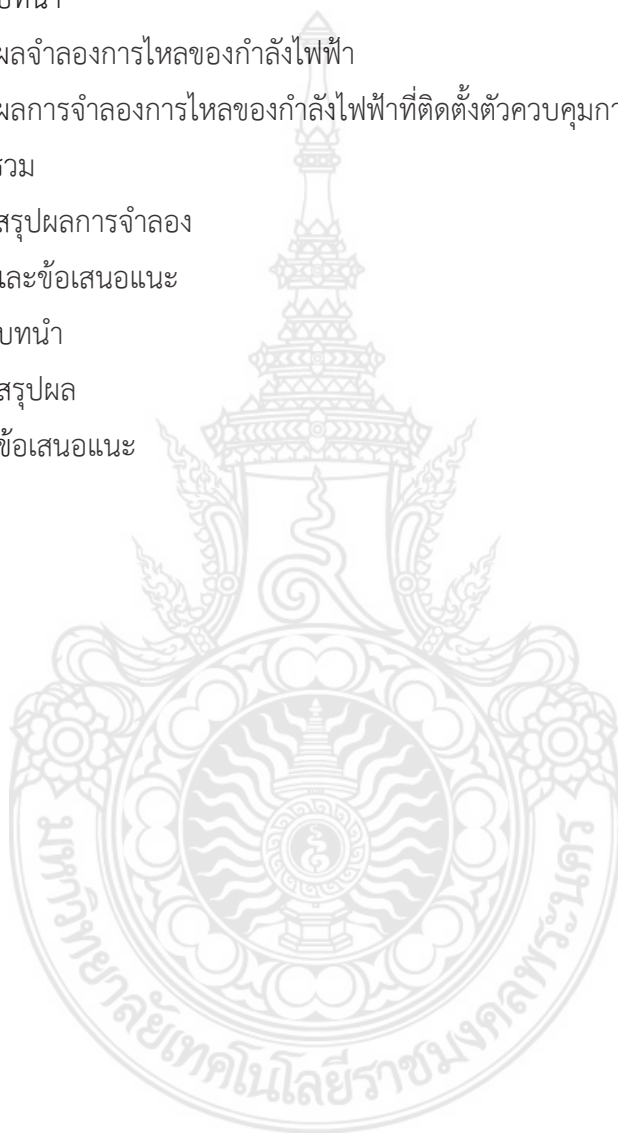 บทนำ
ผลจำลองการไหลของกำลังไฟฟ้า
ผลการจำลองการไหลของกำลังไฟฟ้าที่ติดตั้งตัวควบคุมกา
รวม
สรุปผลการจำลอง
และข้อเสนอแนะ
บทนำ
สรุปผล
ข้อเสนอแนะ
มหาวิทยาลัยเทคโนโลยีราชมงคลพระนคร